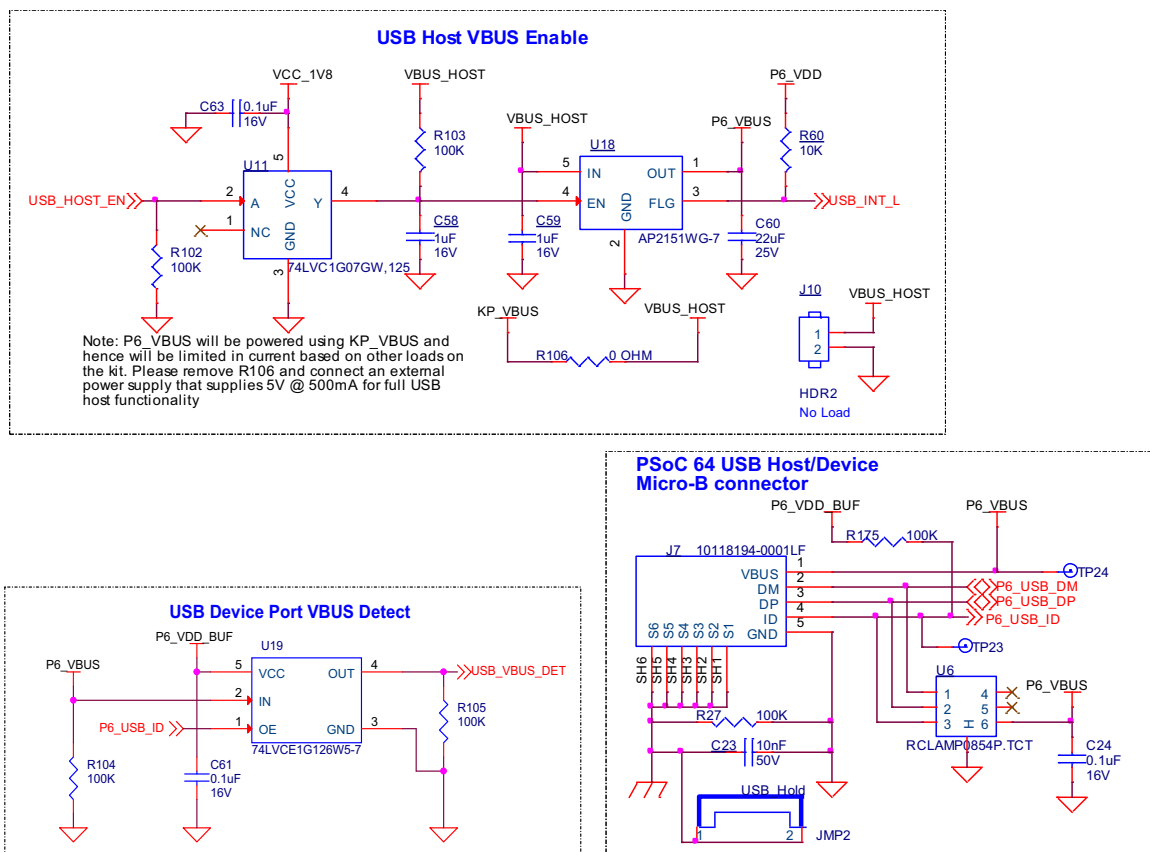 USB Host VBUS Enable
VCC_1V8
VBUS_HOST
P6_VDD
C63
0.1uF
16V
R103
100K
VBUS_HOST
P6_VBUS
R60
10K
U11
U18
5
VCC
USB_HOST_EN
2
A
Y
4
1
NC
GND
3
74LVC1G07GW,125
R102
100K
C58
1uF
16V
C59
1uF
16V
5
IN
OUT
1
4
EN
FLG
3
GND
2
AP2151WG-7
USB_INT_L
C60
22uF
25V
KP_VBUS
VBUS_HOST
R106
0 OHM
J10
VBUS_HOST
1
2
HDR2
No Load
Note: P6_VBUS will be powered using KP_VBUS and
hence will be limited in current based on other loads on
the kit. Please remove R106 and connect an external
power supply that supplies 5V @ 500mA for full USB
host functionality
PSoC 64 USB Host/Device
Micro-B connector
P6_VDD_BUF
P6_VBUS
R175
100K
J7
10118194-0001LF
VBUS
1
DM
2
DP
3
ID
4
GND
5
S6
S5
S4
S3
S2
S1
SH6
SH5
SH4
SH3
SH2
SH1
TP24
P6_USB_DM
P6_USB_DP
P6_USB_ID
TP23
U6
P6_VBUS
1
2
3
4
5
6
H
RCLAMP0854P.TCT
C24
0.1uF
16V
R27
100K
C23
10nF
50V
USB_Hold
1
2
JMP2
USB Device Port VBUS Detect
P6_VDD_BUF
U19
P6_VBUS
5
VCC
OUT
4
USB_VBUS_DET
2
IN
P6_USB_ID
1
OE
GND
3
74LVCE1G126W5-7
R105
100K
R104
100K
C61
0.1uF
16V